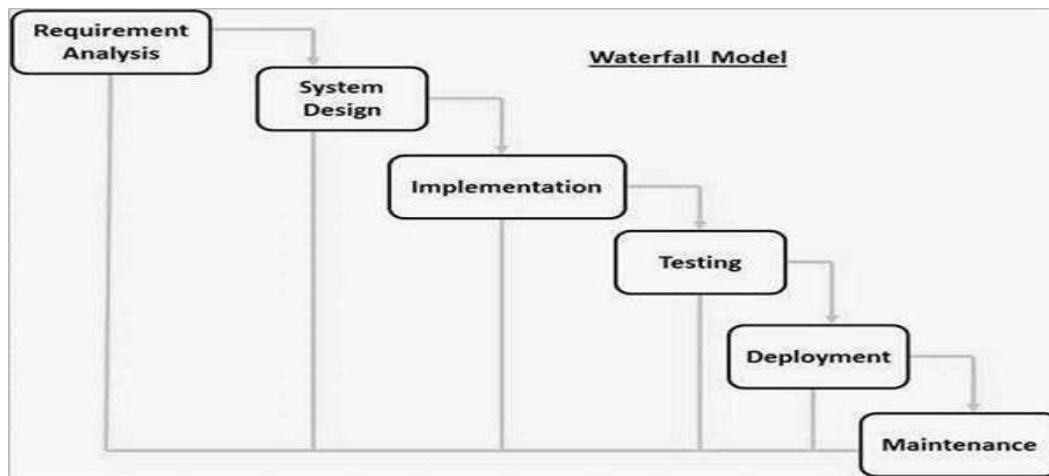 Requirement
Analysis
Waterfall Model
System
Design
Implementation
Testing
Deployment
Maintenance